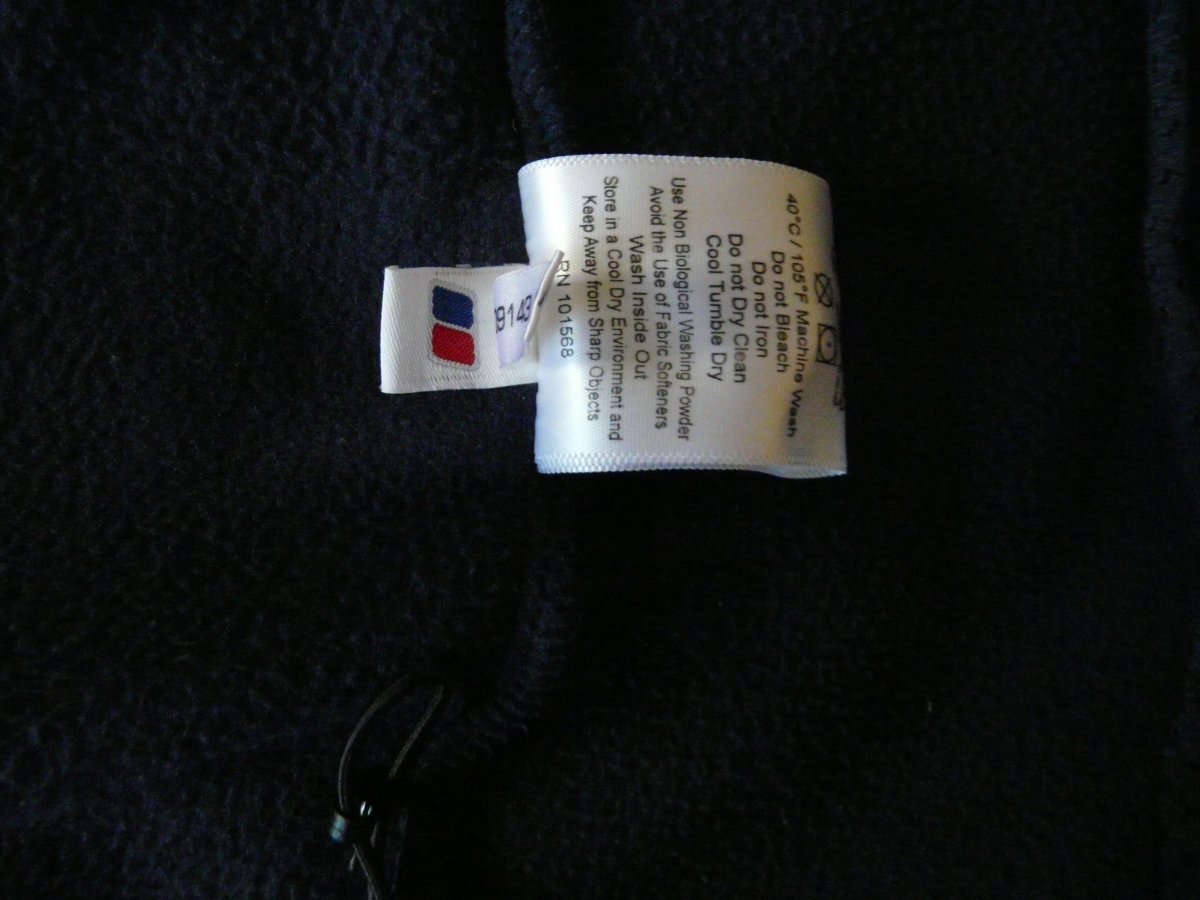 40°C / 105°F Machine Wash
Do not Bleach
Do not Iron
Do not Dry Clean
Cool Tumble Dry
Use Non Biological Washing Powder
Avoid the Use of Fabric Softeners
Wash Inside Out
Store in a Cool Dry Environment and
Keep Away from Sharp Objects
RN 101568